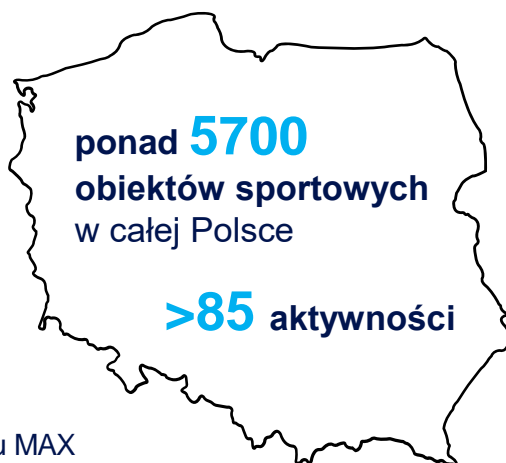 ponad 5700
obiektów sportowych
w całej Polsce
>85 aktywności
u MAX